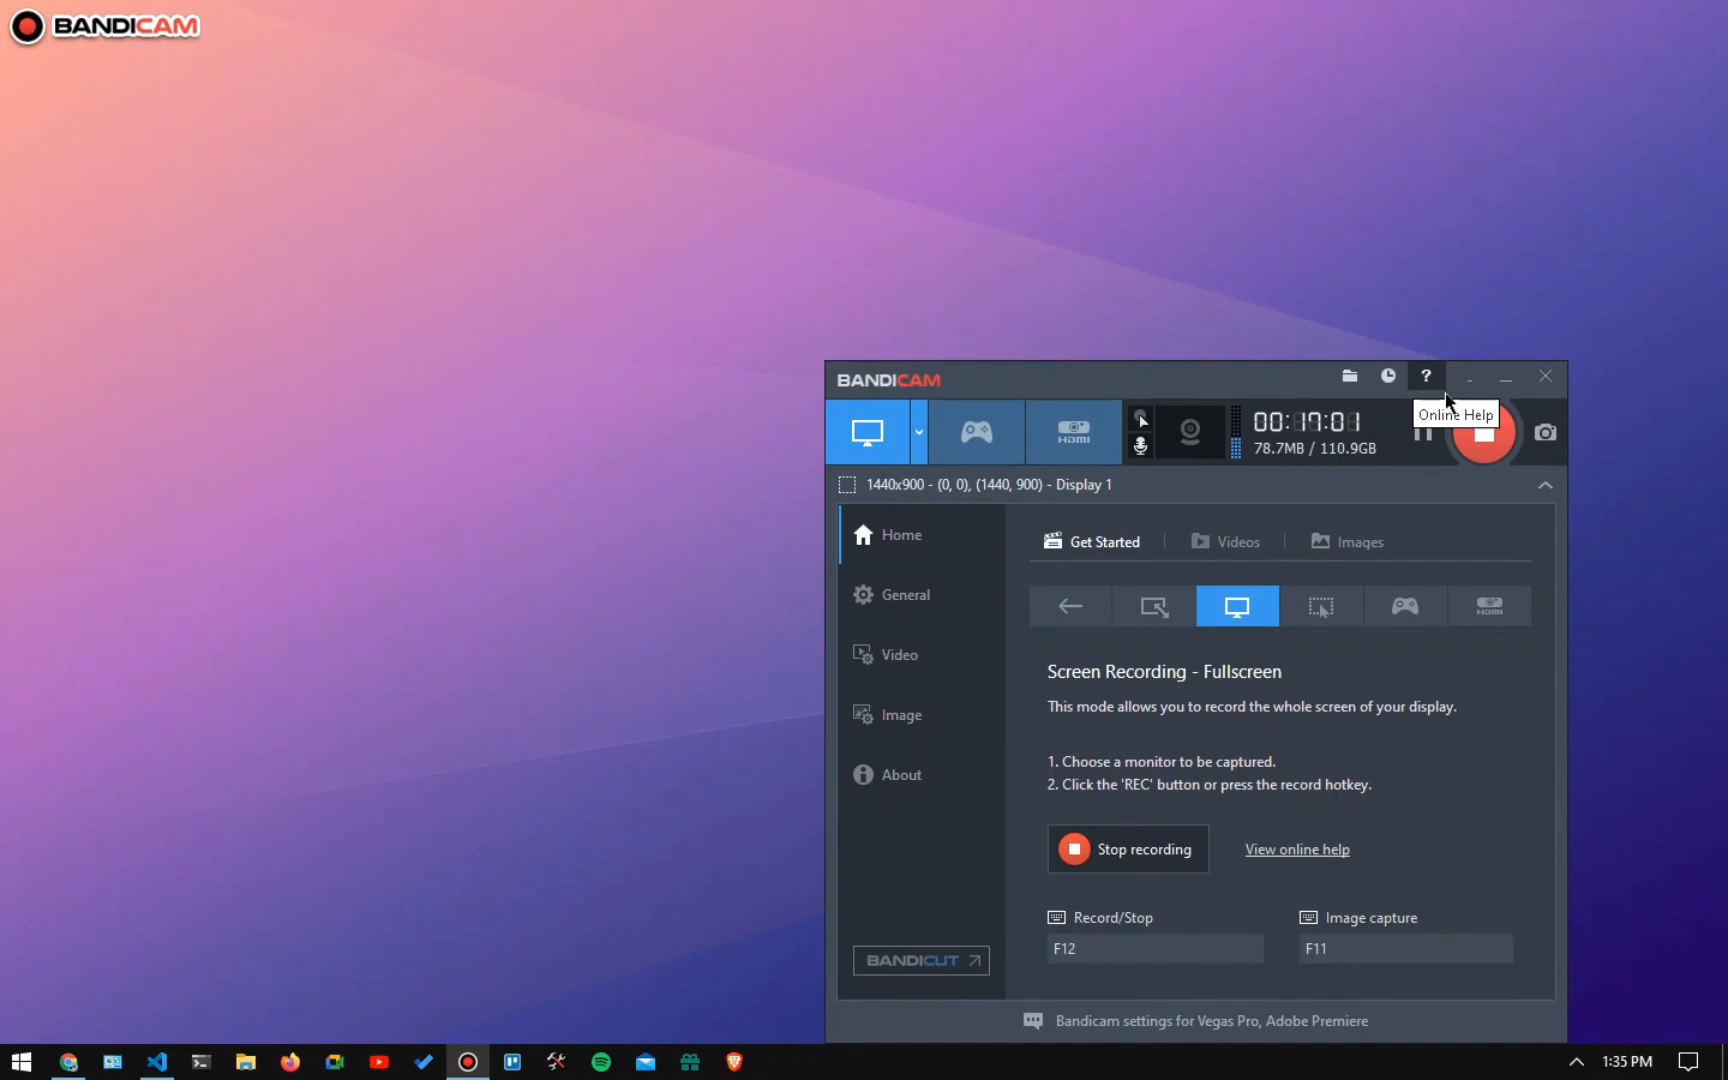 BANDICAM
BANDICAM
?
Online Help
HDMI
00:17:01
78.7MB / 110.9GB
1440x900 - (0, 0), (1440, 900) - Display 1
Home
Get Started
Videos
Images
General
HDMI
Video
Screen Recording - Fullscreen
This mode allows you to record the whole screen of your display.
Image
1. Choose a monitor to be captured.
2. Click the 'REC' button or press the record hotkey.
About
Stop recording
View online help
Record/Stop
Image capture
F12
F11
BANDICUT
Bandicam settings for Vegas Pro, Adobe Premiere
1:35 PM